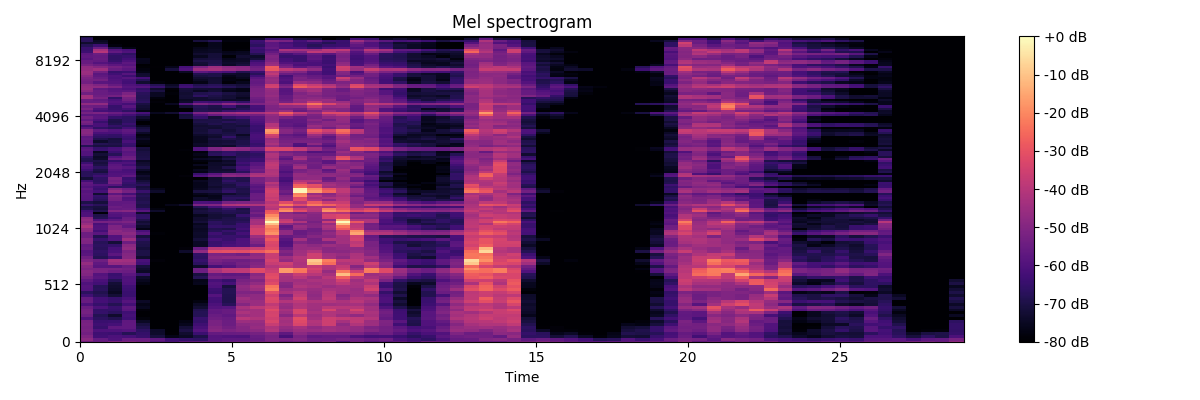 Mel spectrogram
Hz
8192
4096
2048
1024
512
0
0 5 10 15 20 25
Time
+0 dB
-10 dB
-20 dB
-30 dB
-40 dB
-50 dB
-60 dB
-70 dB
-80 dB